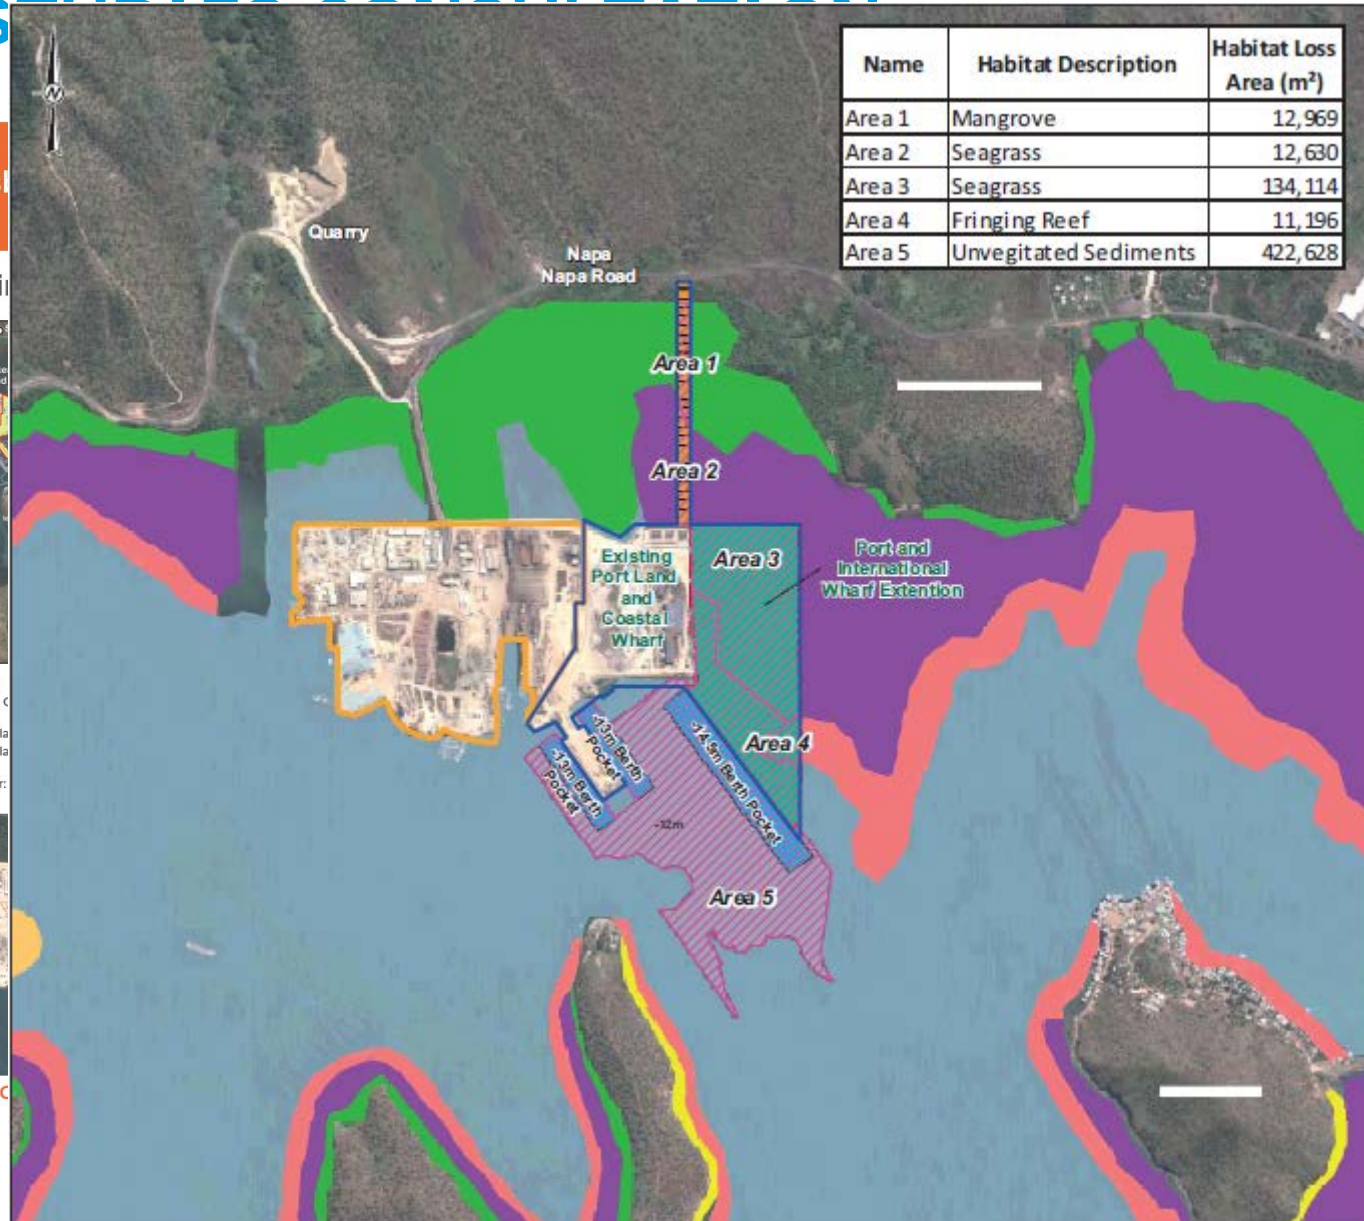 Name Habitat Description Habitat Loss
Area (m²)
Area 1 Mangrove 12,969
Area 2 Seagrass 12,630
Area 3 Seagrass 134,114
Area 4 Fringing Reef 11,196
Area 5 Unvegitated Sediments 422,628
N
Quarry
Napa
Napa Road
Area 1
Area 2
Existing
Port Land
and
Coastal
Wharf
Area 3
Port and
International
Wharf Extention
-13m Berth
Pocket
-13m Berth
Pocket
-14.5m Berth Pocket
Area 4
-12m
Area 5